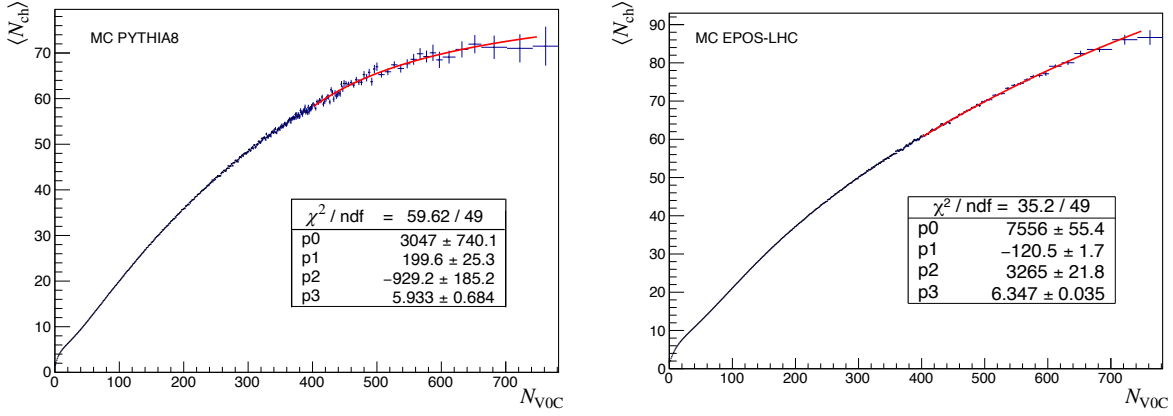 ⟨N_ch⟩
MC PYTHIA8
70
60
50
40
30
20
10
0
χ² / ndf = 59.62 / 49
p0 3047 ± 740.1
p1 199.6 ± 25.3
p2 −929.2 ± 185.2
p3 5.933 ± 0.684
0 100 200 300 400 500 600 700
N_V0C
⟨N_ch⟩
MC EPOS-LHC
90
80
70
60
50
40
30
20
10
0
χ² / ndf = 35.2 / 49
p0 7556 ± 55.4
p1 −120.5 ± 1.7
p2 3265 ± 21.8
p3 6.347 ± 0.035
0 100 200 300 400 500 600 700
N_V0C